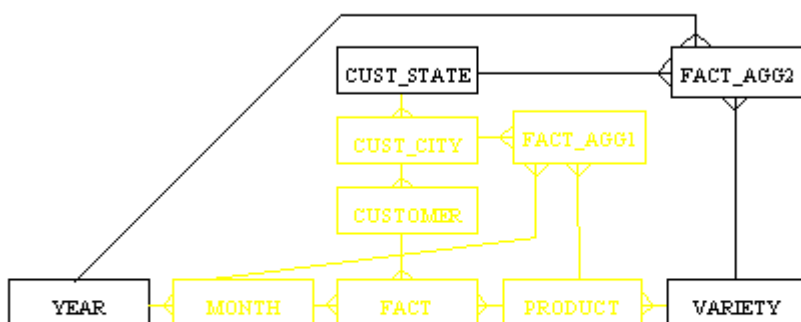 CUST_STATE
FACT_AGG2
CUST_CITY
FACT_AGG1
CUSTOMER
YEAR
MONTH
FACT
PRODUCT
VARIETY